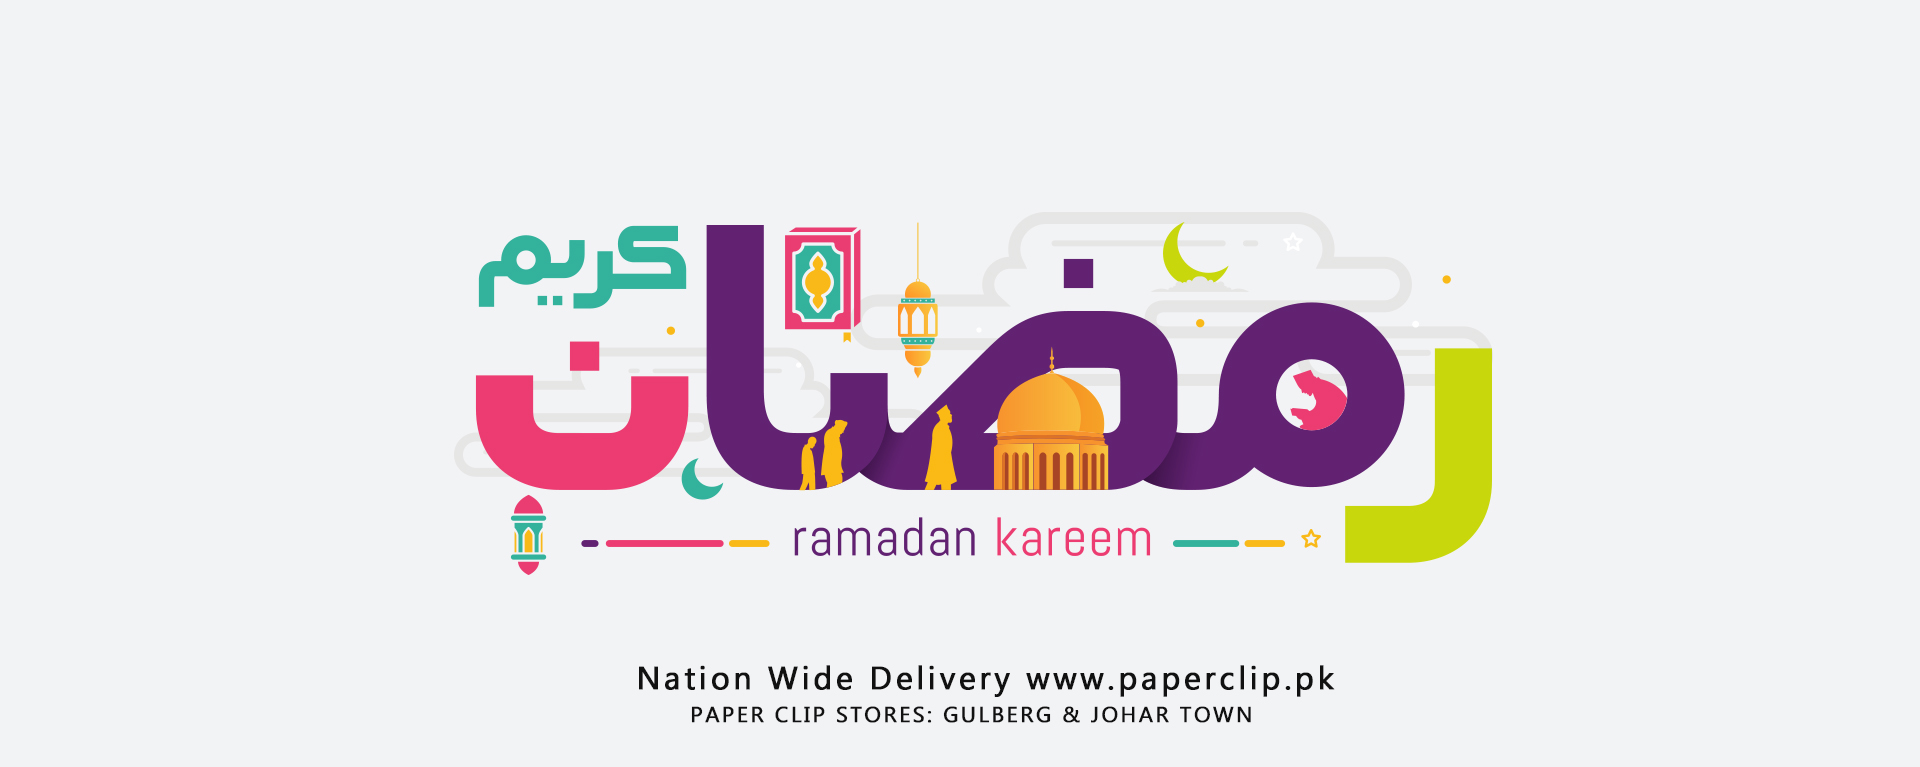 رمضان
كريم
ramadan kareem
Nation Wide Delivery www.paperclip.pk
PAPER CLIP STORES: GULBERG & JOHAR TOWN